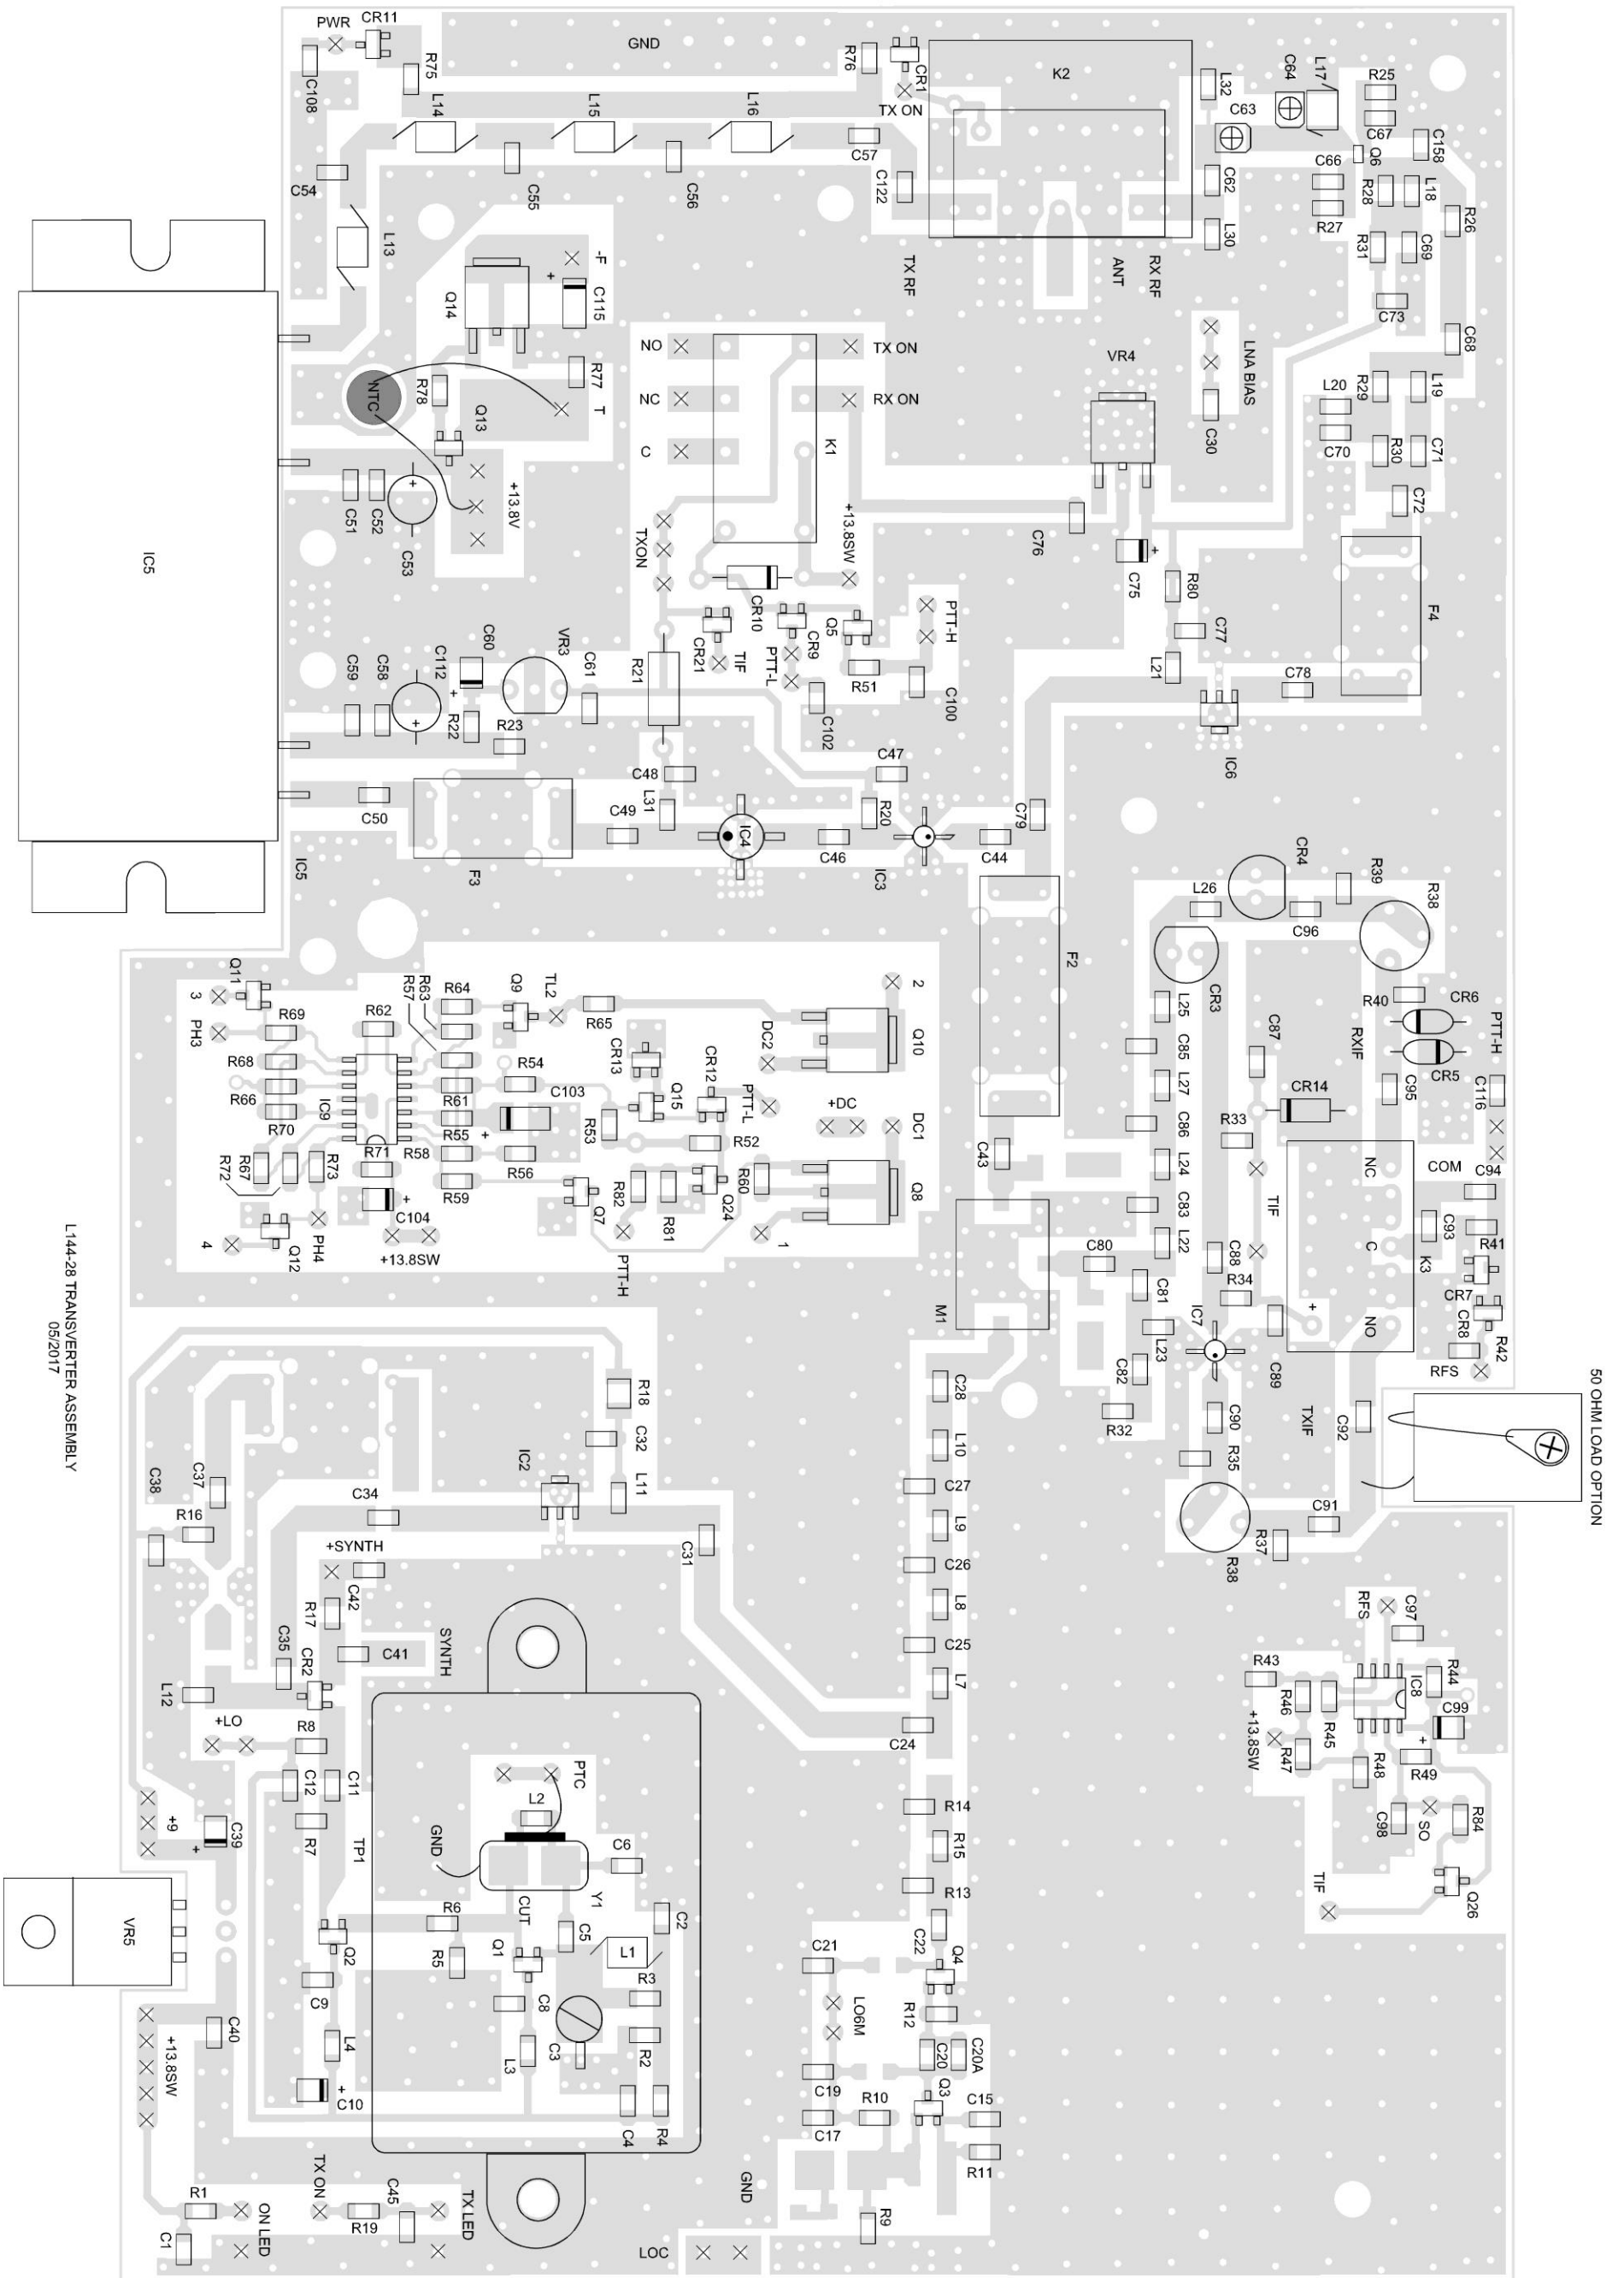 PWR
CR11
GND
R76
CR1
TX ON
K2
L32
C64
L17
R25
C63
C67
C158
Q6
C108
R75
L14
L15
L16
C57
C54
C55
C56
C122
C62
L30
C66
R28
L18
R27
R26
R31
C69
L13
-F
+
C115
Q14
TX RF
ANT
RX RF
C73
C68
NO
TX ON
VR4
LNA BIAS
R77
R78
NTC
T
NC
RX ON
L20
R29
L19
Q13
C
K1
C30
C70
R30
C71
C72
+13.8V
+
C51
C52
C53
TXON
+13.8SW
C76
+
C75
R80
F4
IC5
CR10
PTT-H
C77
C60
VR3
CR21
TIF
CR9
PTT-L
Q5
R51
L21
C78
C59
C58
C112
+
+
R22
R23
C61
R21
C102
C100
IC6
C48
L31
C47
R20
C50
C49
IC4
C46
IC3
C44
C79
IC5
F3
CR4
R39
R38
L26
C96
F2
CR3
Q11
3
PH3
R69
R62
R57
R63
R64
Q9
TL2
R65
2
Q10
DC2
L25
C87
R40
CR6
RXIF
PTT-H
R68
R66
R70
IC9
R54
C103
CR13
CR12
Q15
PTT-L
C85
L27
CR14
CR5
C95
C116
R61
R55
+
R53
+DC
DC1
C86
R33
R72
R67
R73
R71
R58
R56
R52
R59
C43
L24
NC
COM
C94
+
C104
Q7
R82
R81
Q24
R60
Q8
C83
TIF
C93
R41
4
Q12
PH4
+13.8SW
PTT-H
1
L22
C80
C88
C
K3
M1
C81
R34
CR7
L144-28 TRANSVERTER ASSEMBLY
05/2017
IC7
+
NO
CR8
R42
L23
C82
C89
RFS
50 OHM LOAD OPTION
R18
C28
R32
C90
TXIF
C92
C32
IC2
L10
R35
C38
C37
C34
L11
C27
R16
L9
C91
+SYNTH
C31
R37
C26
R38
C42
R17
L8
RFS
C97
C35
CR2
C41
SYNTH
C25
L7
R43
IC8
R44
L12
R46
C99
+LO
R8
C24
+13.8SW
R45
+
R47
R48
R49
PTC
C12
C11
L2
R14
C98
SO
R84
+9
C39
+
R7
TP1
GND
C6
R15
Y1
R13
TIF
Q26
VR5
R6
CUT
C5
C2
Q2
R5
Q1
L1
C21
C22
Q4
C9
R3
C8
LO6M
R12
C40
L4
C3
R2
L3
C20
C20A
+13.8SW
+
C10
C19
Q3
C4
R4
C17
R10
C15
R11
R1
TX ON
C45
R19
TX LED
ON LED
C1
GND
R9
LOC